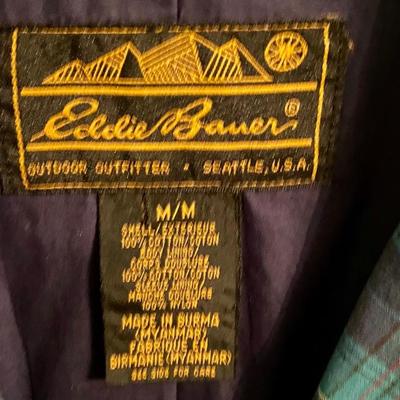 Eddie Bauer®
OUTDOOR OUTFITTER • SEATTLE, U.S.A.
M/M
SHELL/EXTERIEUR
100% COTTON/COTON
BODY LINING/
CORPS DOUBLURE
100% COTTON/COTON
SLEEVE LINING/
MANCHE DOUBLURE
100% NYLON
MADE IN BURMA
(MYANMAR)
FABRIQUE EN
BIRMANIE (MYANMAR)
SEE SIDE FOR CARE